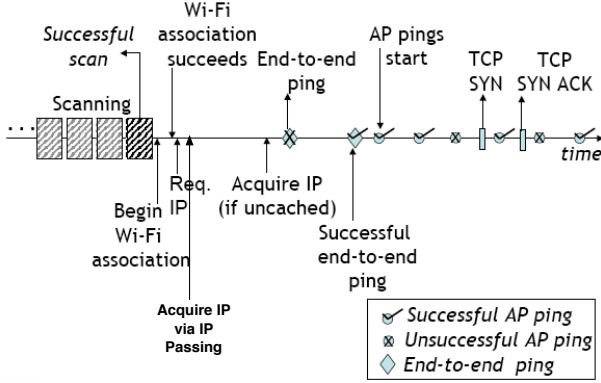 Successful
scan
Wi-Fi
association
succeeds
End-to-end
ping
AP pings
start
TCP
SYN
TCP
SYN ACK
Scanning
...
time
Begin
Wi-Fi
association
Req.
IP
Acquire IP
(if uncached)
Successful
end-to-end
ping
Acquire IP
via IP
Passing
Successful AP ping
Unsuccessful AP ping
End-to-end ping